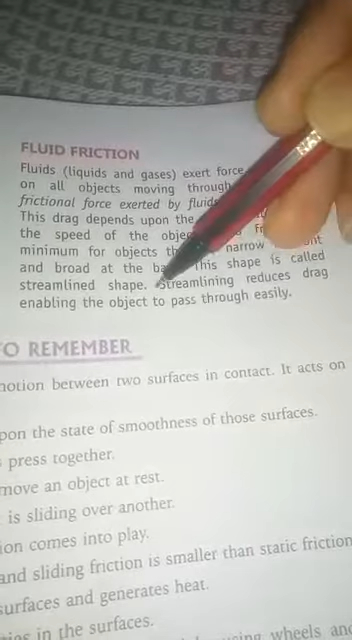 FLUID FRICTION
Fluids (liquids and gases) exert force
on all objects moving through
frictional force exerted by fluids
This drag depends upon the
the speed of the
minimum for objects narrow
and broad at the This shape is called
streamlined shape. Streamlining reduces drag
enabling the object to pass through easily.
O REMEMBER
motion between two surfaces in contact. It acts on
pon the state of smoothness of those surfaces.
press together.
move an object at rest.
is sliding over another.
ion comes into play.
and sliding friction is smaller than static friction
surfaces and generates heat.
in the surfaces.
using wheels and